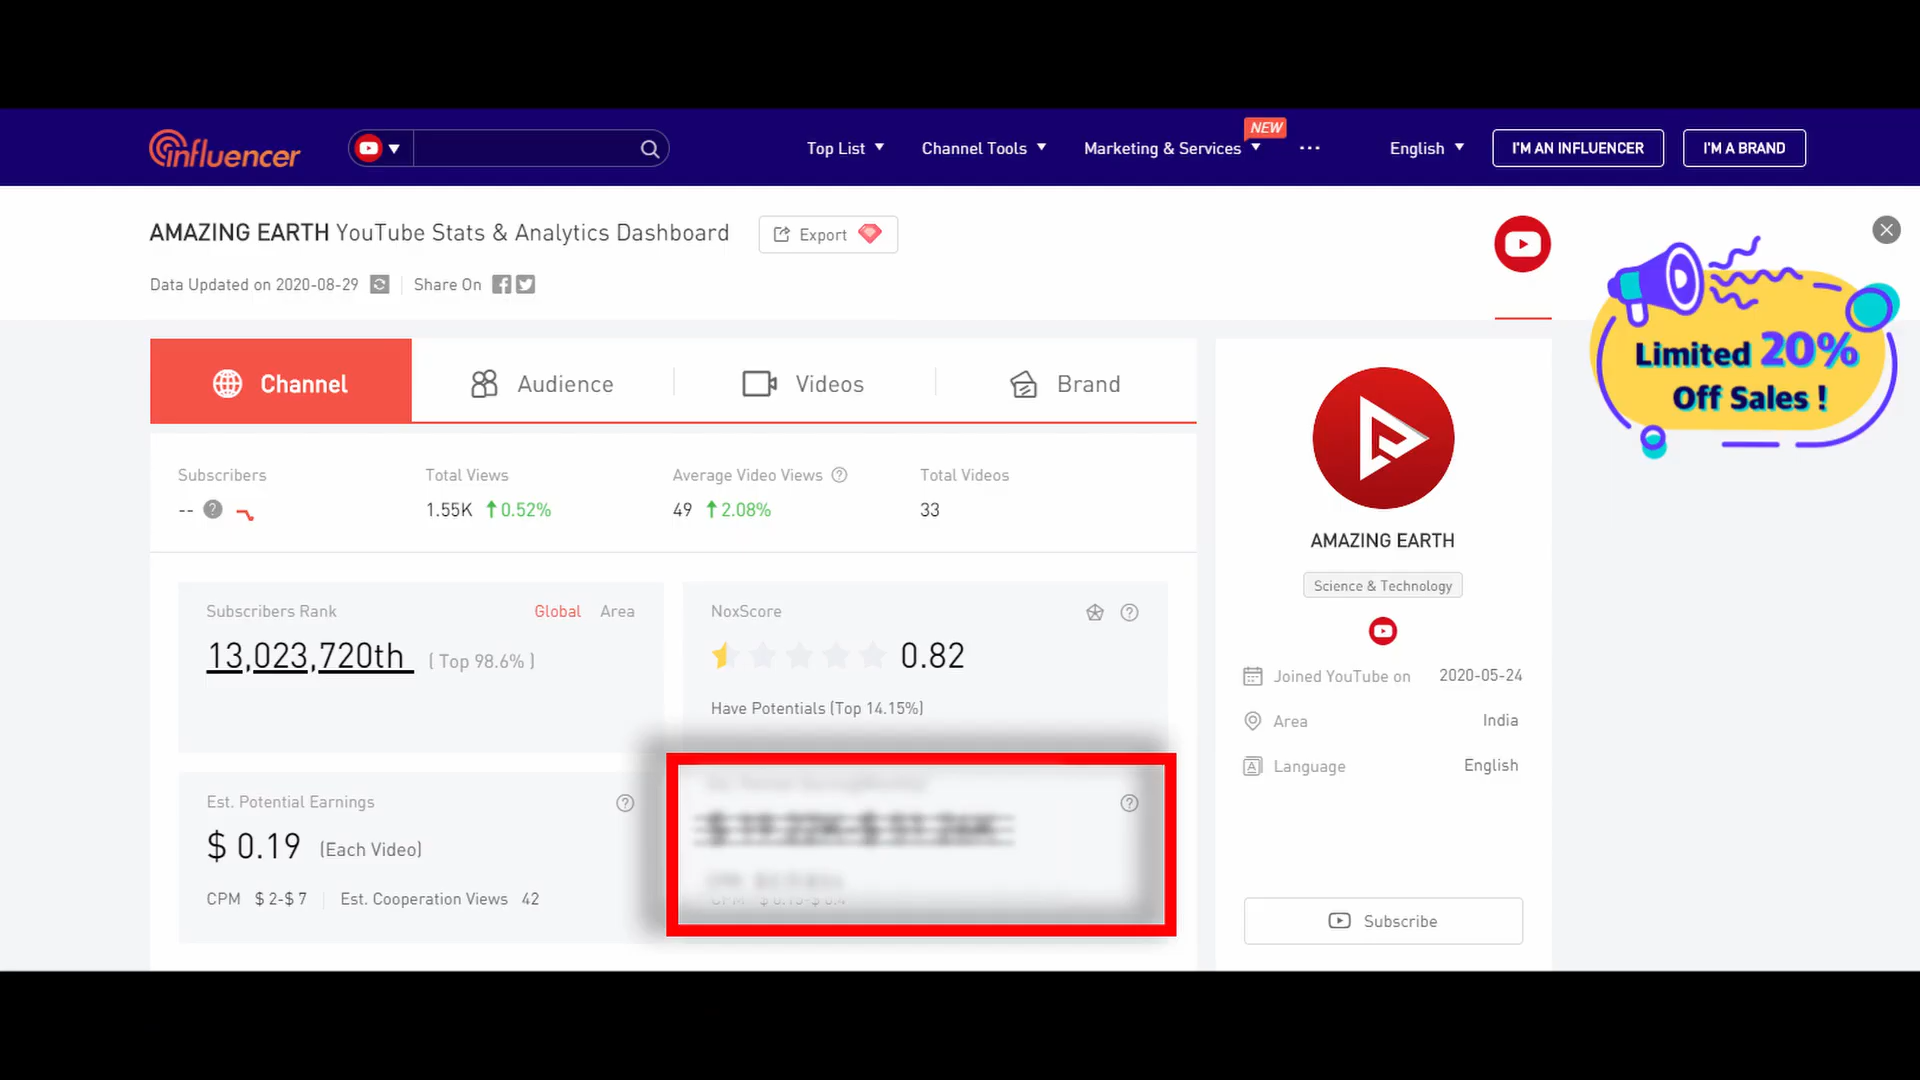 influencer
Top List
Channel Tools
Marketing & Services
NEW
English
I'M AN INFLUENCER
I'M A BRAND
AMAZING EARTH YouTube Stats & Analytics Dashboard
Export
Data Updated on 2020-08-29
Share On
Limited 20%
Off Sales !
Channel
Audience
Videos
Brand
Subscribers
Total Views
Average Video Views
Total Videos
--
1.55K 0.52%
49 2.08%
33
Subscribers Rank
Global Area
13,023,720th ( Top 98.6% )
NoxScore
0.82
Have Potentials (Top 14.15%)
Est. Potential Earnings
$ 0.19 (Each Video)
CPM $ 2-$ 7
Est. Cooperation Views 42
AMAZING EARTH
Science & Technology
Joined YouTube on 2020-05-24
Area India
Language English
Subscribe